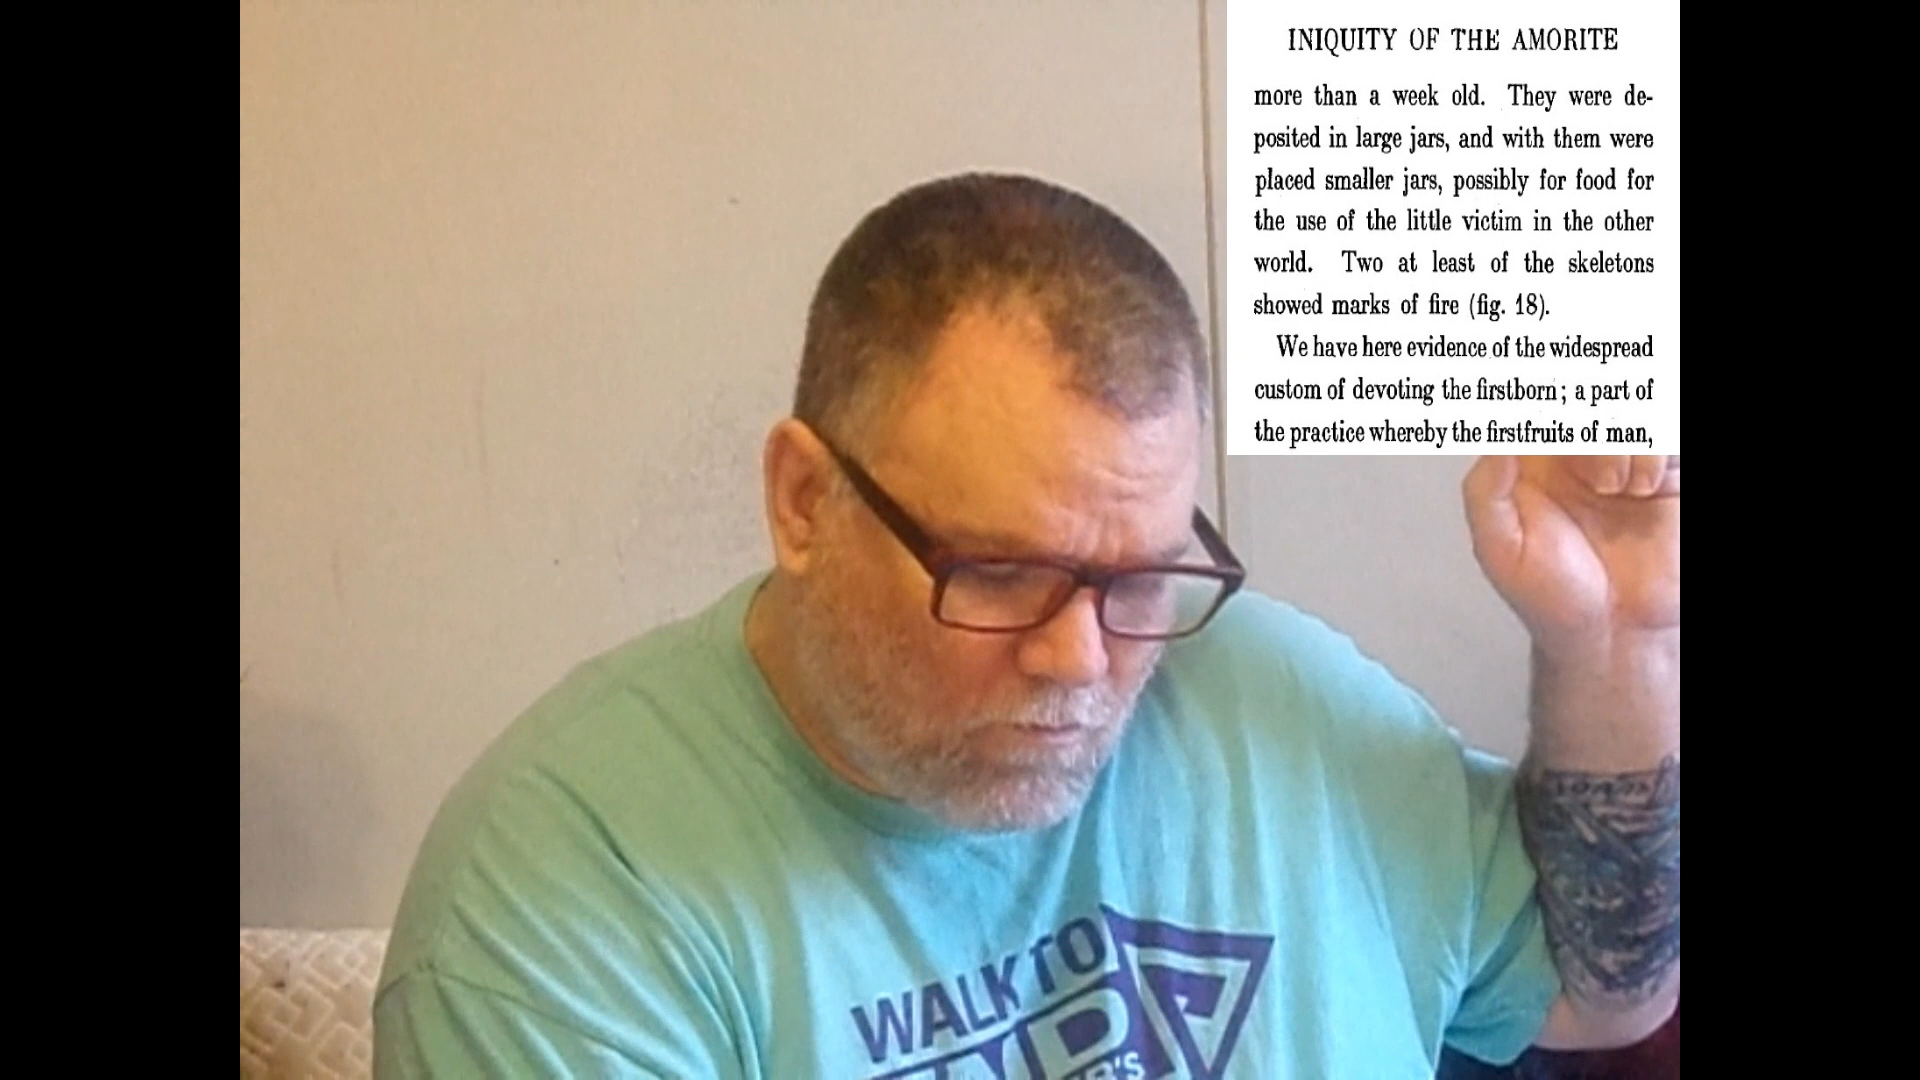 INIQUITY OF THE AMORITE
more than a week old. They were de-
posited in large jars, and with them were
placed smaller jars, possibly for food for
the use of the little victim in the other
world. Two at least of the skeletons
showed marks of fire (fig. 18).
We have here evidence of the widespread
custom of devoting the firstborn; a part of
the practice whereby the firstfruits of man,
WALK TO